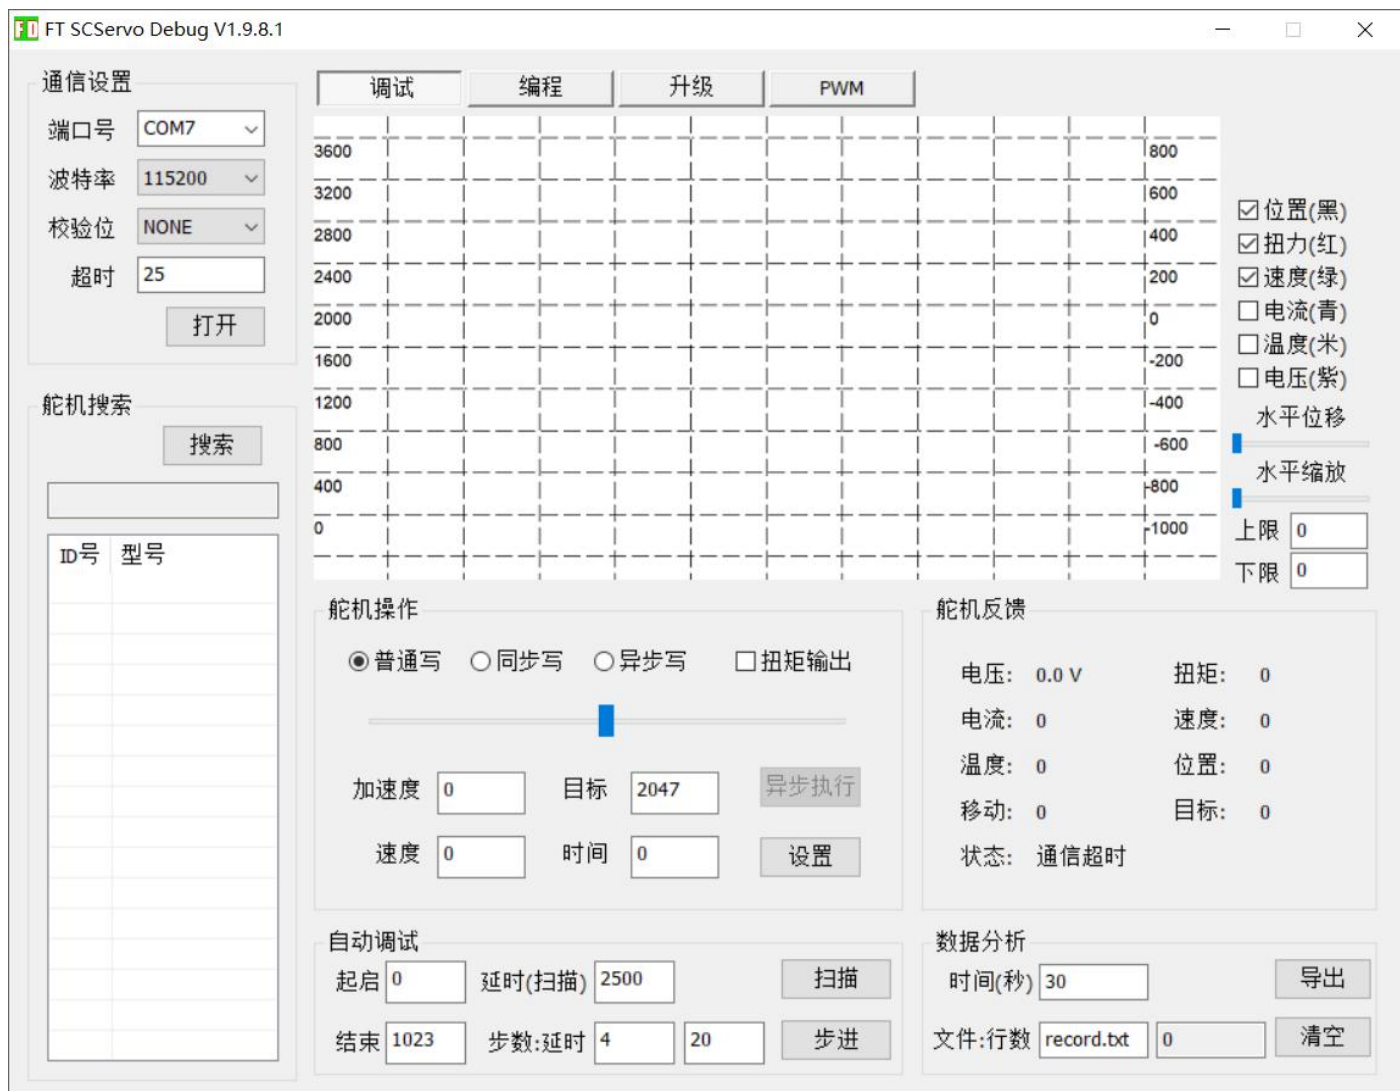 FT SCServo Debug V1.9.8.1
通信设置
端口号 COM7
波特率 115200
校验位 NONE
超时 25
打开
舵机搜索
搜索
ID号 型号
调试 编程 升级 PWM
3600 800
3200 600
2800 400
2400 200
2000 0
1600 -200
1200 -400
800 -600
400 -800
0 -1000
位置(黑)
扭力(红)
速度(绿)
电流(青)
温度(米)
电压(紫)
水平位移
水平缩放
上限 0
下限 0
舵机操作
普通写 同步写 异步写 扭矩输出
加速度 0 目标 2047 异步执行
速度 0 时间 0 设置
舵机反馈
电压: 0.0 V 扭矩: 0
电流: 0 速度: 0
温度: 0 位置: 0
移动: 0 目标: 0
状态: 通信超时
自动调试
起启 0 延时(扫描) 2500 扫描
结束 1023 步数:延时 4 20 步进
数据分析
时间(秒) 30 导出
文件:行数 record.txt 0 清空